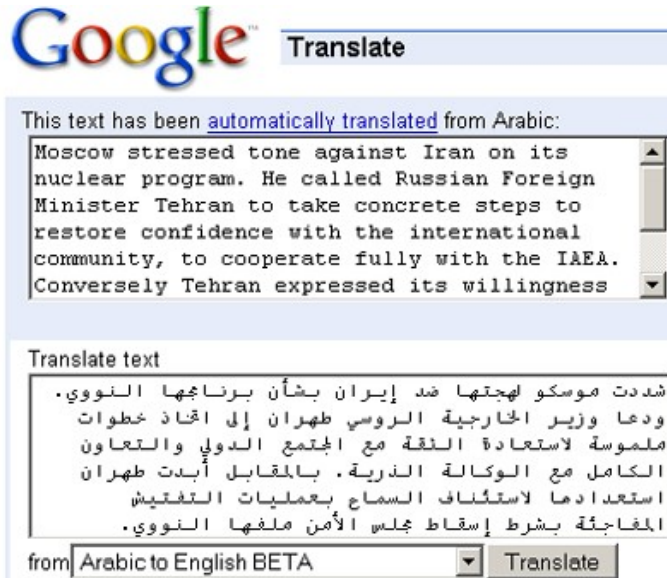 Google™
Translate
This text has been automatically translated from Arabic:
Moscow stressed tone against Iran on its
nuclear program. He called Russian Foreign
Minister Tehran to take concrete steps to
restore confidence with the international
community, to cooperate fully with the IAEA.
Conversely Tehran expressed its willingness
Translate text
شددت موسكو لهجتها ضد إيران بشأن برنامجها النووي.
ودعا وزير الخارجية الروسي طهران إلى اتخاذ خطوات
ملموسة لاستعادة الثقة مع المجتمع الدولي والتعاون
الكامل مع الوكالة الذرية. بالمقابل أبدت طهران
استعدادها لاستئناف السماح بعمليات التفتيش
المفاجئة بشرط إسقاط مجلس الأمن ملفها النووي.
from Arabic to English BETA Translate